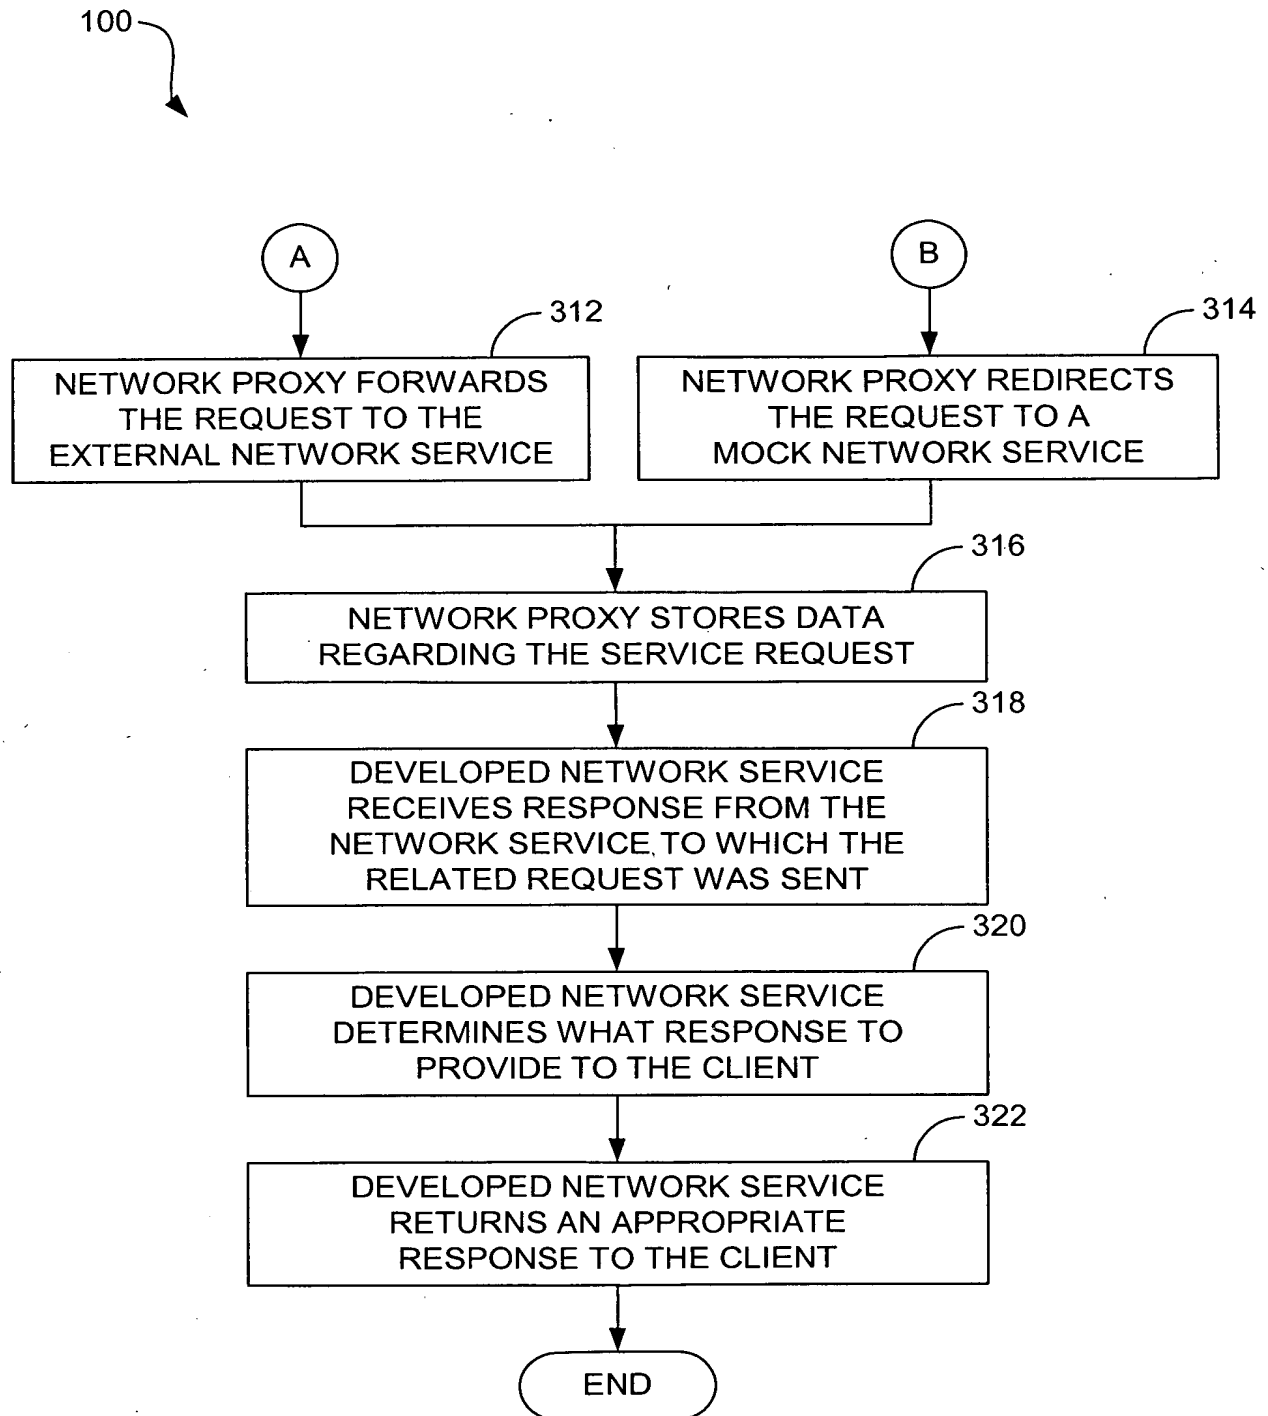 100
A
B
312
314
NETWORK PROXY FORWARDS
THE REQUEST TO THE
EXTERNAL NETWORK SERVICE
NETWORK PROXY REDIRECTS
THE REQUEST TO A
MOCK NETWORK SERVICE
316
NETWORK PROXY STORES DATA
REGARDING THE SERVICE REQUEST
318
DEVELOPED NETWORK SERVICE
RECEIVES RESPONSE FROM THE
NETWORK SERVICE TO WHICH THE
RELATED REQUEST WAS SENT
320
DEVELOPED NETWORK SERVICE
DETERMINES WHAT RESPONSE TO
PROVIDE TO THE CLIENT
322
DEVELOPED NETWORK SERVICE
RETURNS AN APPROPRIATE
RESPONSE TO THE CLIENT
END